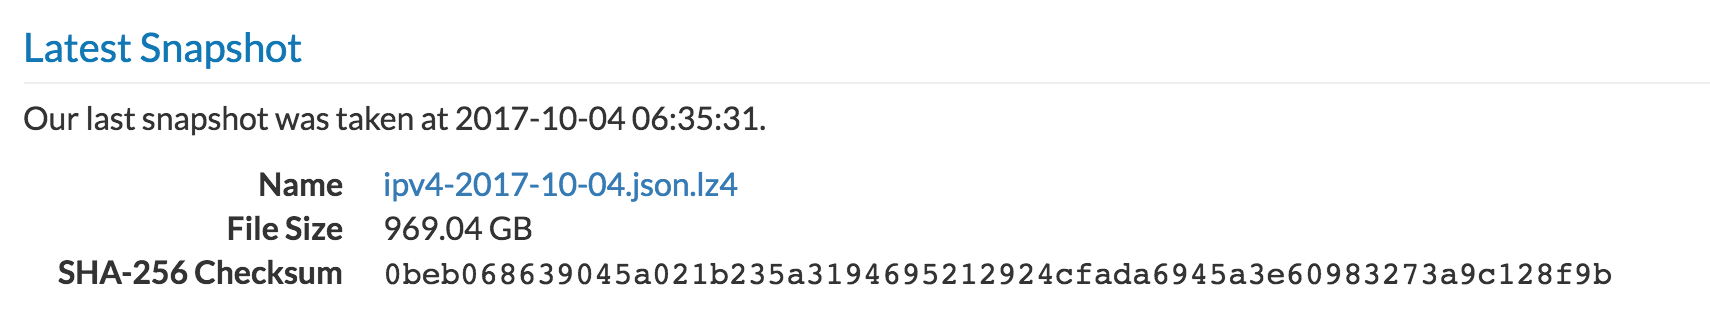 Latest Snapshot
Our last snapshot was taken at 2017-10-04 06:35:31.
Name ipv4-2017-10-04.json.lz4
File Size 969.04 GB
SHA-256 Checksum 0beb068639045a021b235a3194695212924cfada6945a3e60983273a9c128f9b